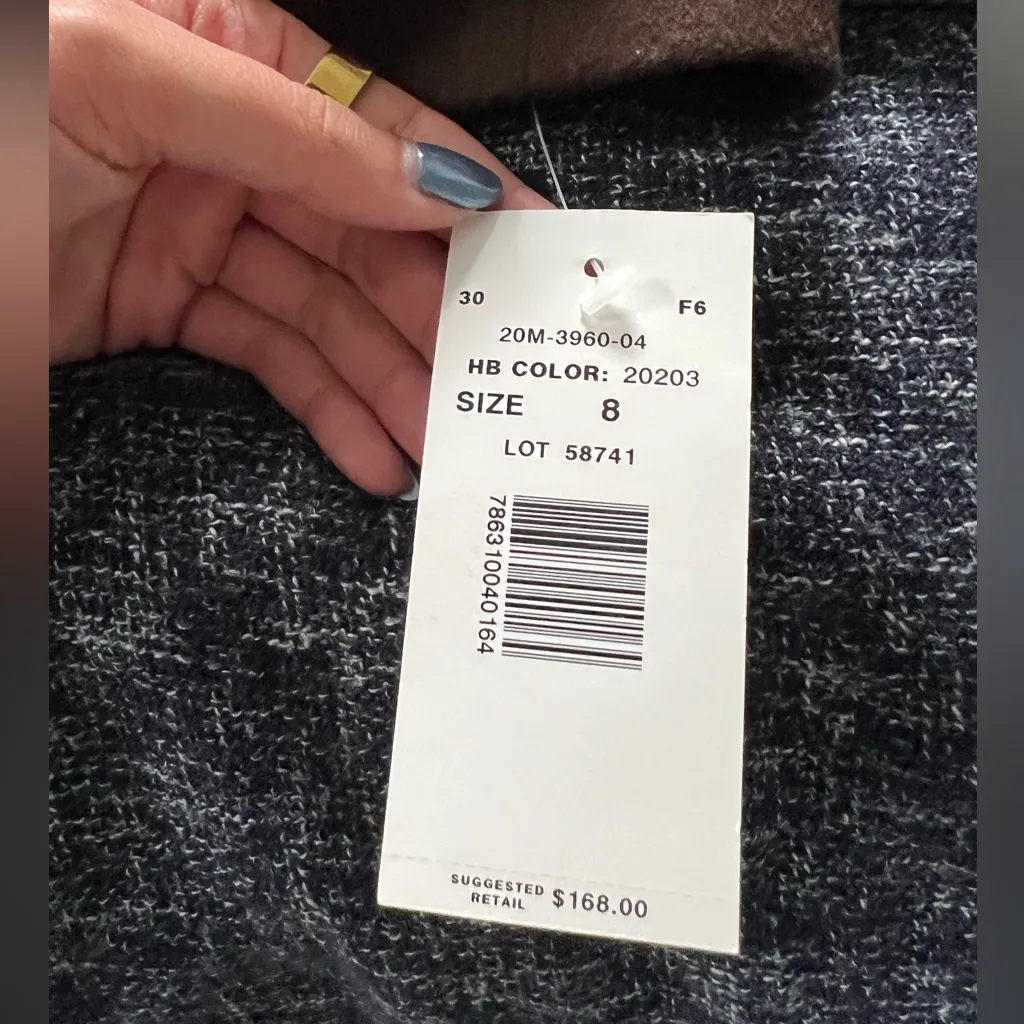 30 F6
20M-3960-04
HB COLOR: 20203
SIZE 8
LOT 58741
786310040164
SUGGESTED
RETAIL $168.00